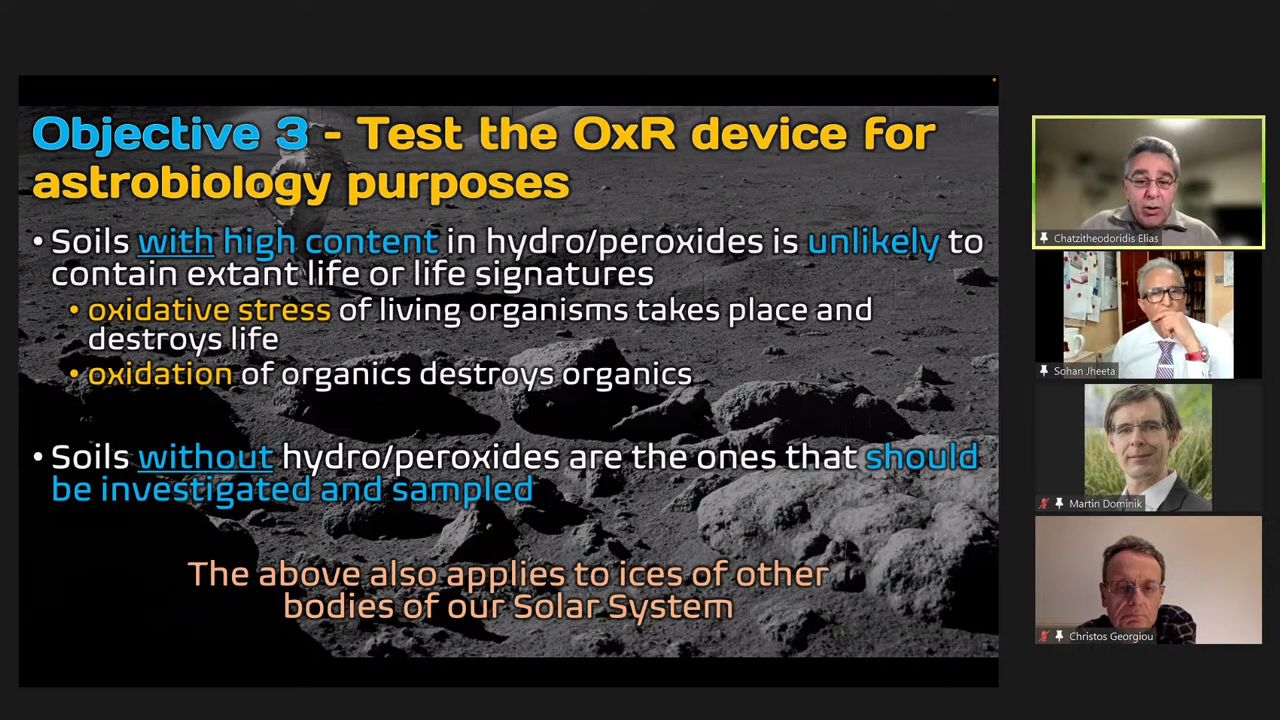 Objective 3 - Test the OxR device for
astrobiology purposes
• Soils with high content in hydro/peroxides is unlikely to
contain extant life or life signatures
• oxidative stress of living organisms takes place and
destroys life
• oxidation of organics destroys organics
• Soils without hydro/peroxides are the ones that should
be investigated and sampled
The above also applies to ices of other
bodies of our Solar System
Chatzitheodoridis Elias
Sohan Jheeta
Martin Dominik
Christos Georgiou